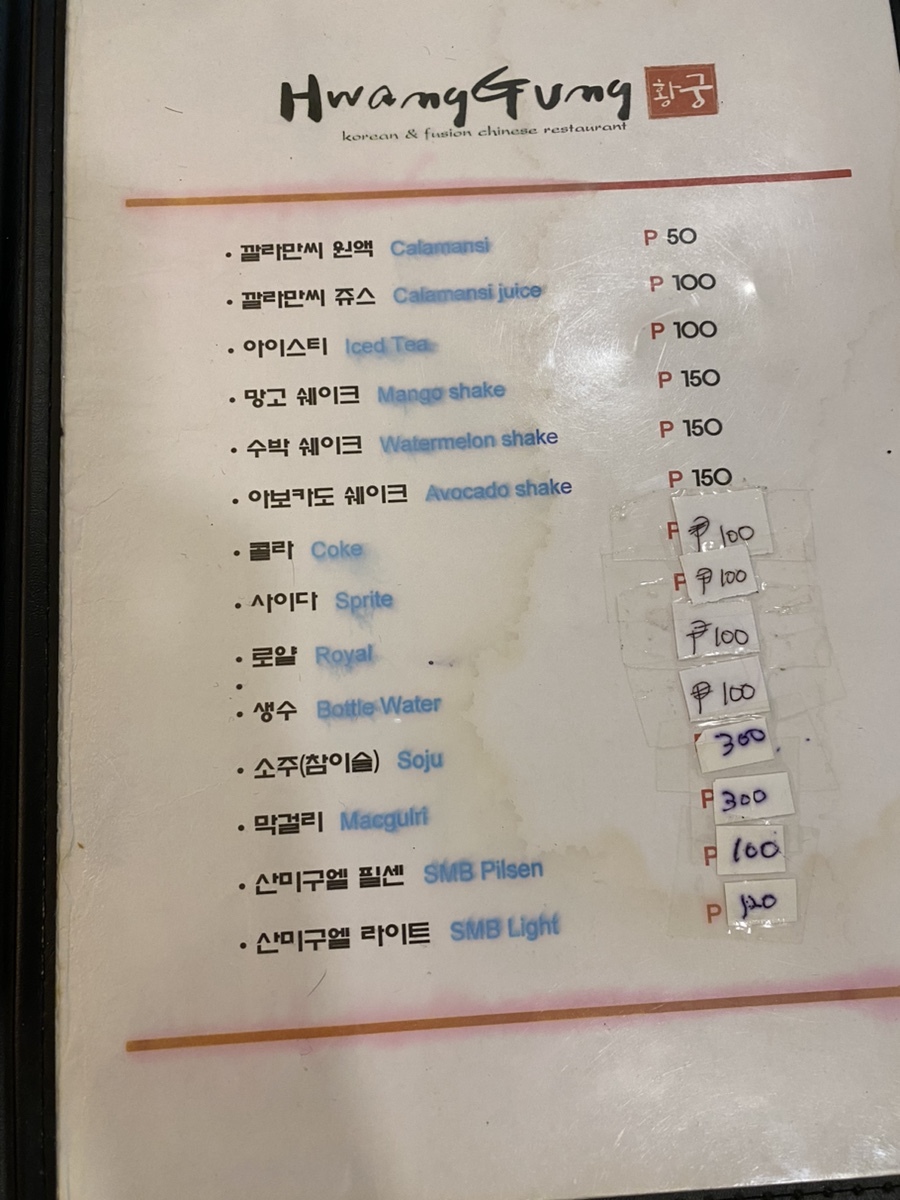 HwangGung 황궁
korean & fusion chinese restaurant
• 깔라만씨 원액 Calamansi P 50
• 깔라만씨 쥬스 Calamansi juice P 100
• 아이스티 Iced Tea P 100
• 망고 쉐이크 Mango shake P 150
• 수박 쉐이크 Watermelon shake P 150
• 아보카도 쉐이크 Avocado shake P 150
• 콜라 Coke P ₱100
• 사이다 Sprite P ₱100
• 로얄 Royal ₱100
• 생수 Bottle Water ₱100
• 소주(참이슬) Soju 300
• 막걸리 Macgulri P 300
• 산미구엘 필센 SMB Pilsen P 100
• 산미구엘 라이트 SMB Light P 120